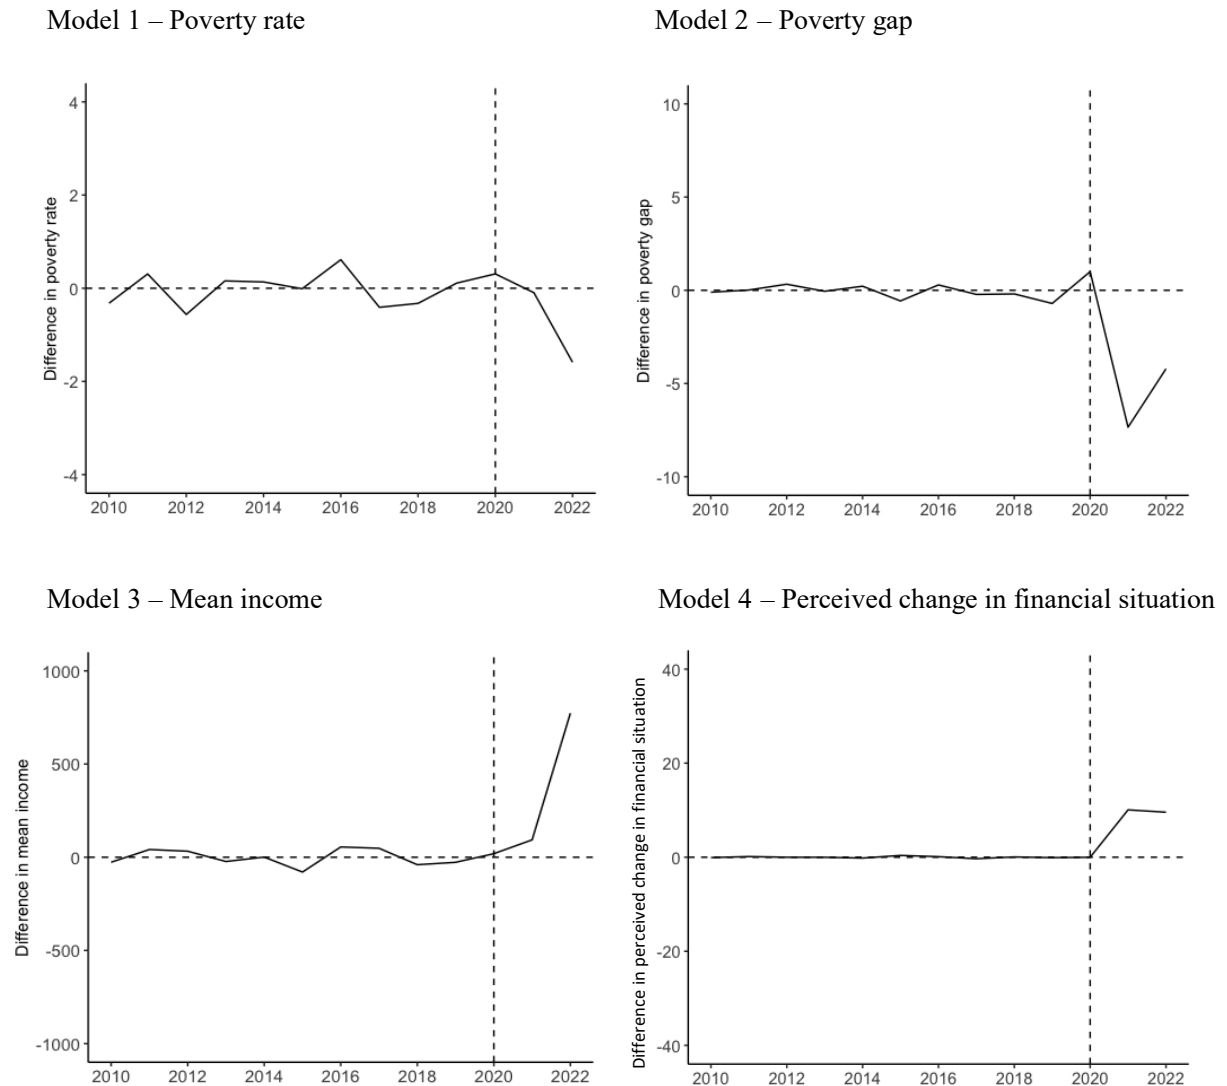 Model 1 – Poverty rate
Model 2 – Poverty gap
Difference in poverty rate
4
2
0
-2
-4
2010 2012 2014 2016 2018 2020 2022
Difference in poverty gap
10
5
0
-5
-10
2010 2012 2014 2016 2018 2020 2022
Model 3 – Mean income
Model 4 – Perceived change in financial situation
Difference in mean income
1000
500
0
-500
-1000
2010 2012 2014 2016 2018 2020 2022
Difference in perceived change in financial situation
40
20
0
-20
-40
2010 2012 2014 2016 2018 2020 2022